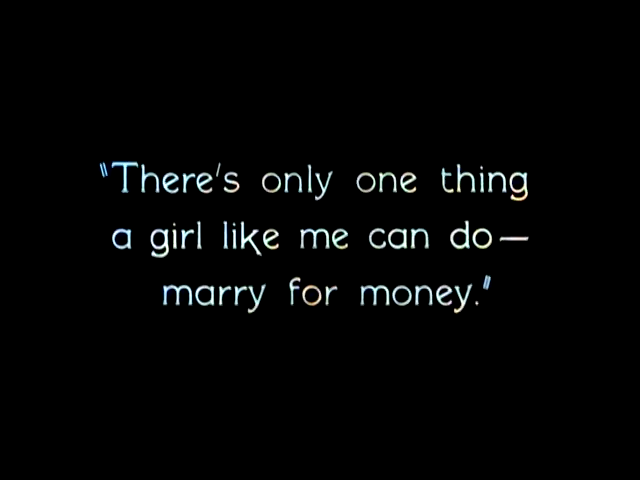 "There's only one thing
a girl like me can do—
marry for money."